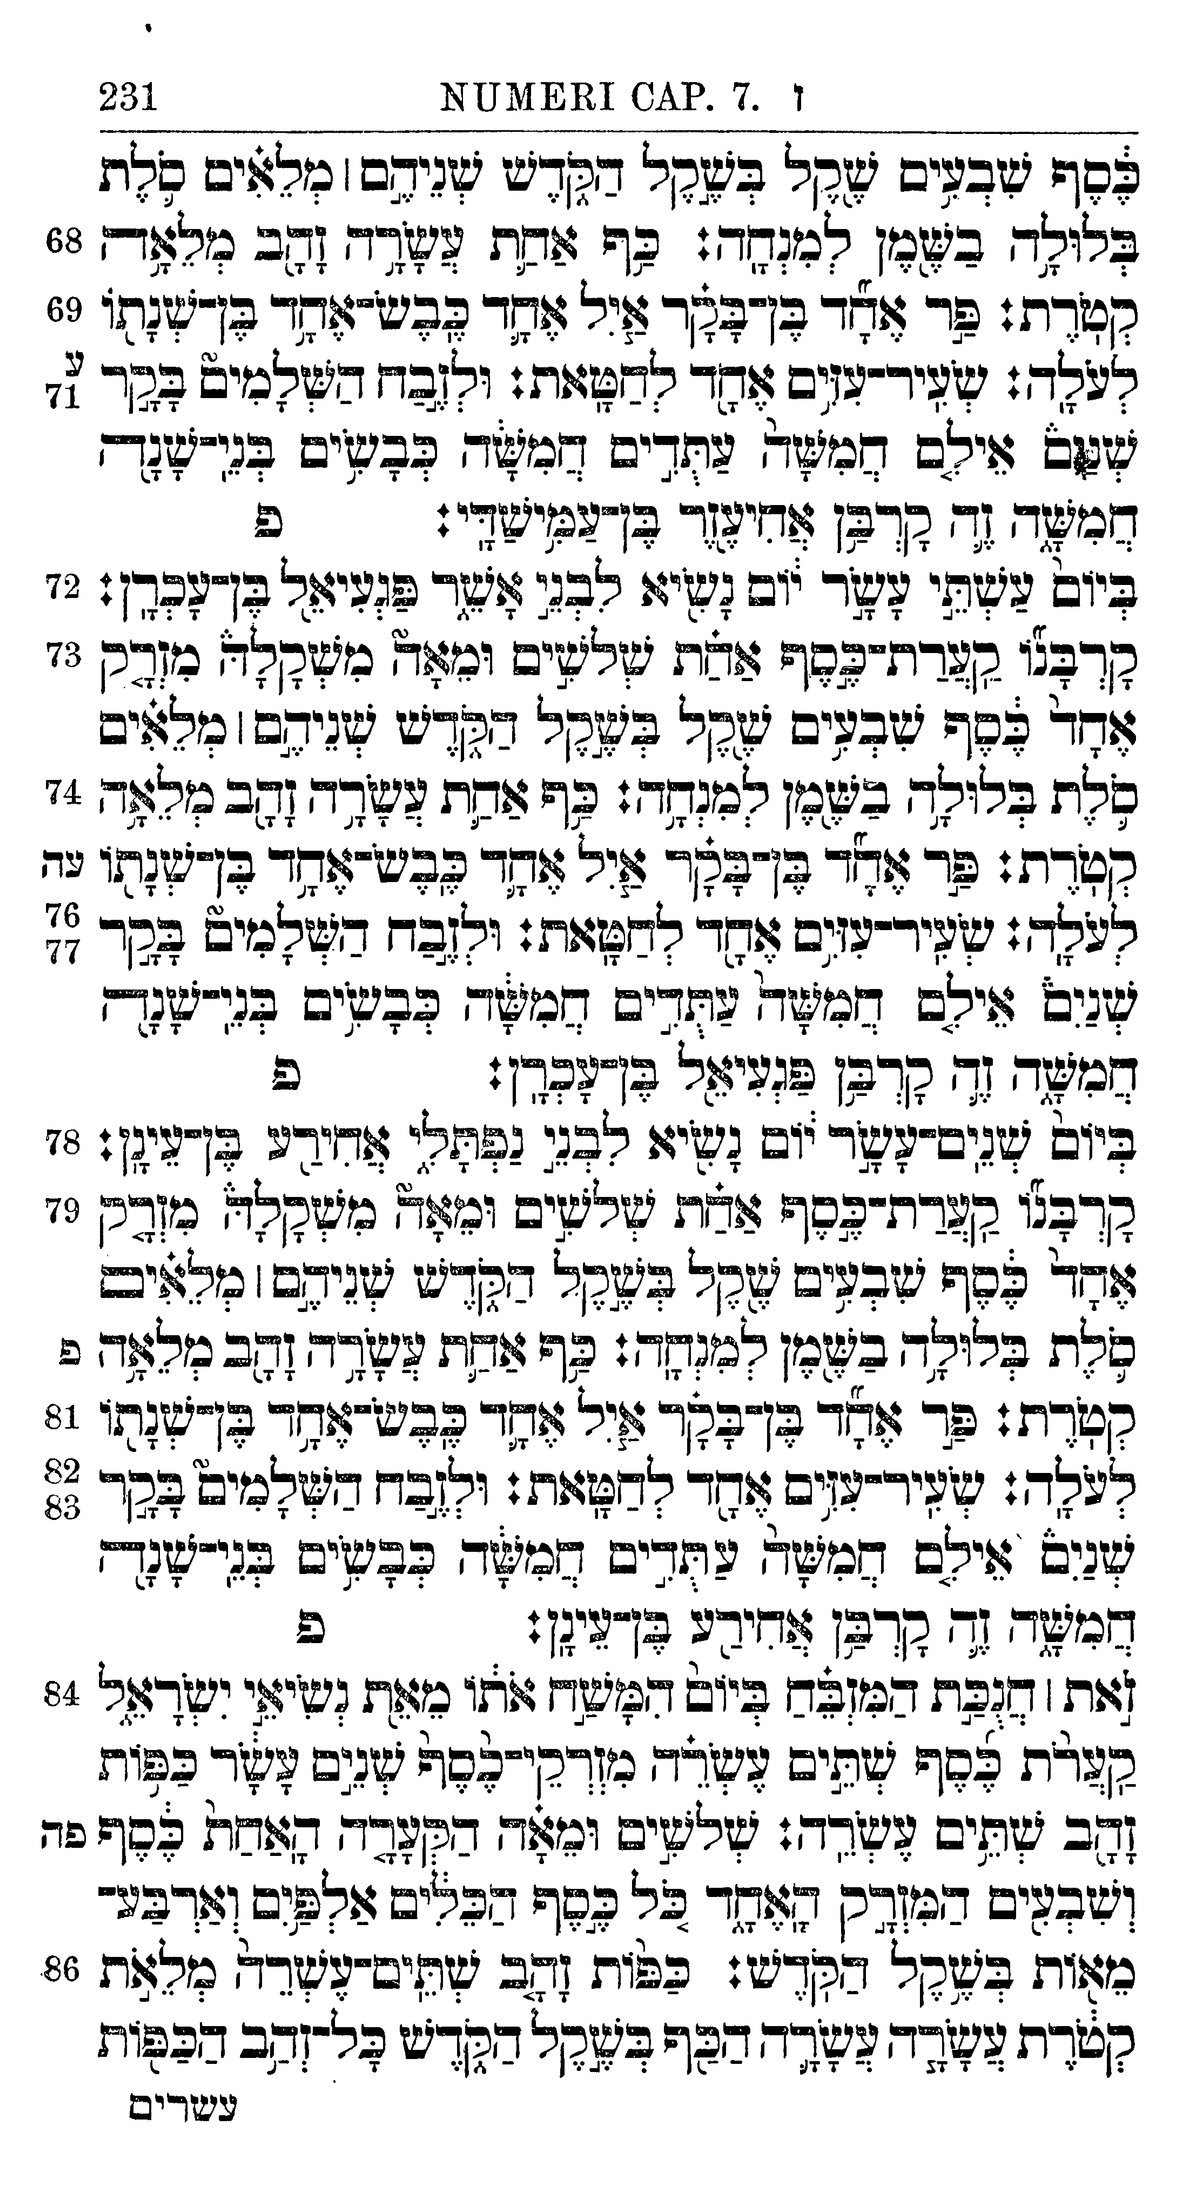 231 NUMERI CAP. 7. ז
כֶּ֔סֶף שִׁבְעִ֥ים שֶׁ֖קֶל בְּשֶׁ֣קֶל הַקֹּ֑דֶשׁ שְׁנֵיהֶ֣ם ׀ מְלֵאִ֗ים סֹ֛לֶת
68 בְּלוּלָ֥ה בַשֶּׁ֖מֶן לְמִנְחָֽה׃ כַּ֥ף אַחַ֛ת עֲשָׂרָ֥ה זָהָ֖ב מְלֵאָ֥ה
69 קְטֹֽרֶת׃ פַּ֣ר אֶחָ֞ד בֶּן־בָּקָ֗ר אַ֧יִל אֶחָ֛ד כֶּֽבֶשׂ־אֶחָ֥ד בֶּן־שְׁנָת֖וֹ
ע 71 לְעֹלָֽה׃ שְׂעִיר־עִזִּ֥ים אֶחָ֖ד לְחַטָּֽאת׃ וּלְזֶ֣בַח הַשְּׁלָמִים֮ בָּקָ֣ר
שְׁנַיִם֒ אֵילִ֤ם חֲמִשָּׁה֙ עַתֻּדִ֣ים חֲמִשָּׁ֔ה כְּבָשִׂ֥ים בְּנֵֽי־שָׁנָ֖ה
חֲמִשָּׁ֑ה זֶ֛ה קָרְבַּ֥ן אֲחִיעֶ֖זֶר בֶּן־עַמִּֽישַׁדָּֽי׃ פ
72 בְּיוֹם֙ עַשְׁתֵּ֣י עָשָׂ֣ר י֔וֹם נָשִׂ֖יא לִבְנֵ֣י אָשֵׁ֑ר פַּגְעִיאֵ֖ל בֶּן־עָכְרָֽן׃
73 קָרְבָּנ֞וֹ קַֽעֲרַת־כֶּ֣סֶף אַחַ֗ת שְׁלֹשִׁ֣ים וּמֵאָה֮ מִשְׁקָלָהּ֒ מִזְרָ֤ק
אֶחָד֙ כֶּ֔סֶף שִׁבְעִ֥ים שֶׁ֖קֶל בְּשֶׁ֣קֶל הַקֹּ֑דֶשׁ שְׁנֵיהֶ֣ם ׀ מְלֵאִ֗ים
74 סֹ֛לֶת בְּלוּלָ֥ה בַשֶּׁ֖מֶן לְמִנְחָֽה׃ כַּ֥ף אַחַ֛ת עֲשָׂרָ֥ה זָהָ֖ב מְלֵאָ֥ה
עה קְטֹֽרֶת׃ פַּ֣ר אֶחָ֞ד בֶּן־בָּקָ֗ר אַ֧יִל אֶחָ֛ד כֶּֽבֶשׂ־אֶחָ֥ד בֶּן־שְׁנָת֖וֹ
76 77 לְעֹלָֽה׃ שְׂעִיר־עִזִּ֥ים אֶחָ֖ד לְחַטָּֽאת׃ וּלְזֶ֣בַח הַשְּׁלָמִים֮ בָּקָ֣ר
שְׁנַיִם֒ אֵילִ֤ם חֲמִשָּׁה֙ עַתֻּדִ֣ים חֲמִשָּׁ֔ה כְּבָשִׂ֥ים בְּנֵֽי־שָׁנָ֖ה
חֲמִשָּׁ֑ה זֶ֛ה קָרְבַּ֥ן פַּגְעִיאֵ֖ל בֶּן־עָכְרָֽן׃ פ
78 בְּיוֹם֙ שְׁנֵ֣ים־עָשָׂ֣ר י֔וֹם נָשִׂ֖יא לִבְנֵ֣י נַפְתָּלִ֑י אֲחִירַ֖ע בֶּן־עֵינָֽן׃
79 קָרְבָּנ֞וֹ קַֽעֲרַת־כֶּ֣סֶף אַחַ֗ת שְׁלֹשִׁ֣ים וּמֵאָה֮ מִשְׁקָלָהּ֒ מִזְרָ֤ק
אֶחָד֙ כֶּ֔סֶף שִׁבְעִ֥ים שֶׁ֖קֶל בְּשֶׁ֣קֶל הַקֹּ֑דֶשׁ שְׁנֵיהֶ֣ם ׀ מְלֵאִ֗ים
פ סֹ֛לֶת בְּלוּלָ֥ה בַשֶּׁ֖מֶן לְמִנְחָֽה׃ כַּ֥ף אַחַ֛ת עֲשָׂרָ֥ה זָהָ֖ב מְלֵאָ֥ה
81 קְטֹֽרֶת׃ פַּ֣ר אֶחָ֞ד בֶּן־בָּקָ֗ר אַ֧יִל אֶחָ֛ד כֶּֽבֶשׂ־אֶחָ֥ד בֶּן־שְׁנָת֖וֹ
82 83 לְעֹלָֽה׃ שְׂעִיר־עִזִּ֥ים אֶחָ֖ד לְחַטָּֽאת׃ וּלְזֶ֣בַח הַשְּׁלָמִים֮ בָּקָ֣ר
שְׁנַיִם֒ אֵילִ֤ם חֲמִשָּׁה֙ עַתֻּדִ֣ים חֲמִשָּׁ֔ה כְּבָשִׂ֥ים בְּנֵֽי־שָׁנָ֖ה
חֲמִשָּׁ֑ה זֶ֛ה קָרְבַּ֥ן אֲחִירַ֖ע בֶּן־עֵינָֽן׃ פ
84 זֹ֣את ׀ חֲנֻכַּ֣ת הַמִּזְבֵּ֗חַ בְּיוֹם֙ הִמָּשַׁ֣ח אֹת֔וֹ מֵאֵ֖ת נְשִׂיאֵ֣י יִשְׂרָאֵ֑ל
קַעֲרֹ֨ת כֶּ֜סֶף שְׁתֵּ֣ים עֶשְׂרֵ֗ה מִֽזְרְקֵי־כֶ֙סֶף֙ שְׁנֵ֣ים עָשָׂ֔ר כַּפּ֥וֹת
פה זָהָ֖ב שְׁתֵּ֥ים עֶשְׂרֵֽה׃ שְׁלֹשִׁ֣ים וּמֵאָ֗ה הַקְּעָרָ֤ה הָֽאַחַת֙ כֶּ֔סֶף
וְשִׁבְעִ֖ים הַמִּזְרָ֣ק הָֽאֶחָ֑ד כֹּ֚ל כֶּ֣סֶף הַכֵּלִ֔ים אַלְפַּ֥יִם וְאַרְבַּע־
86 מֵא֖וֹת בְּשֶׁ֥קֶל הַקֹּֽדֶשׁ׃ כַּפּ֨וֹת זָהָ֤ב שְׁתֵּים־עֶשְׂרֵה֙ מְלֵאֹ֣ת
קְטֹ֔רֶת עֲשָׂרָ֧ה עֲשָׂרָ֛ה הַכַּ֖ף בְּשֶׁ֣קֶל הַקֹּ֑דֶשׁ כָּל־זְהַ֥ב הַכַּפּ֖וֹת
עשרים